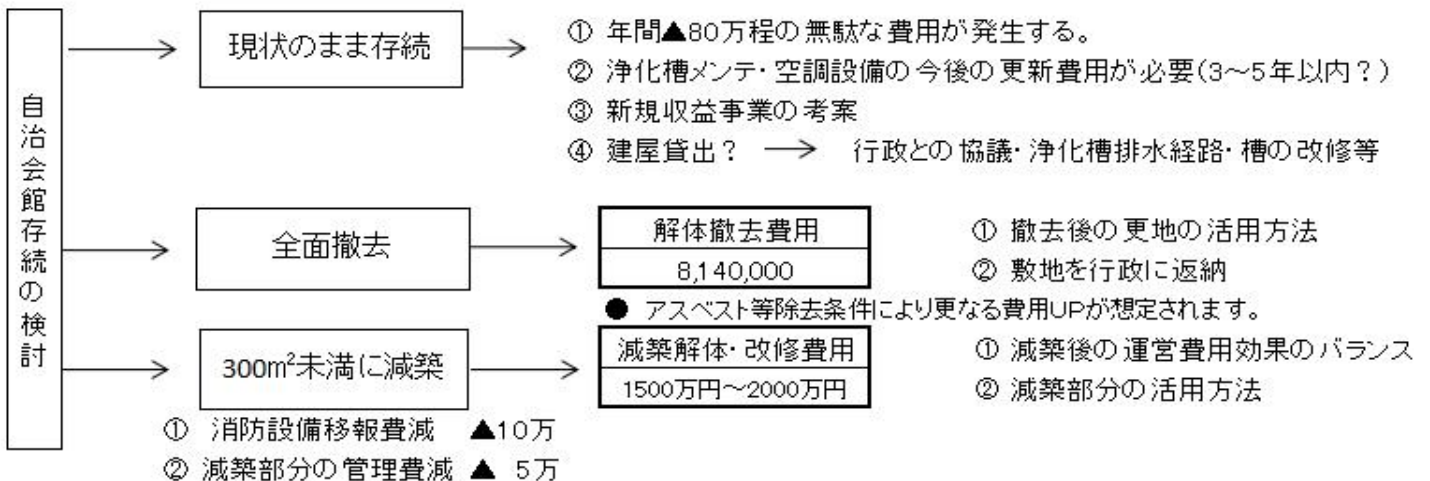 自治会館存続の検討
現状のまま存続
① 年間▲80万程の無駄な費用が発生する。
② 浄化槽メンテ・空調設備の今後の更新費用が必要(3～5年以内?)
③ 新規収益事業の考案
④ 建屋貸出? → 行政との協議・浄化槽排水経路・槽の改修等
全面撤去
解体撤去費用
8,140,000
① 撤去後の更地の活用方法
② 敷地を行政に返納
● アスベスト等除去条件により更なる費用UPが想定されます。
300m²未満に減築
減築解体・改修費用
1500万円～2000万円
① 減築後の運営費用効果のバランス
② 減築部分の活用方法
① 消防設備移報費減 ▲10万
② 減築部分の管理費減 ▲ 5万